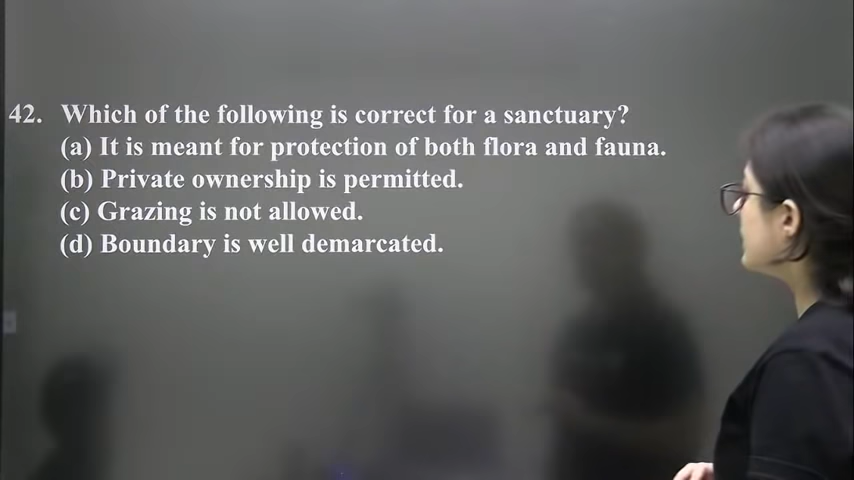 42. Which of the following is correct for a sanctuary?
(a) It is meant for protection of both flora and fauna.
(b) Private ownership is permitted.
(c) Grazing is not allowed.
(d) Boundary is well demarcated.